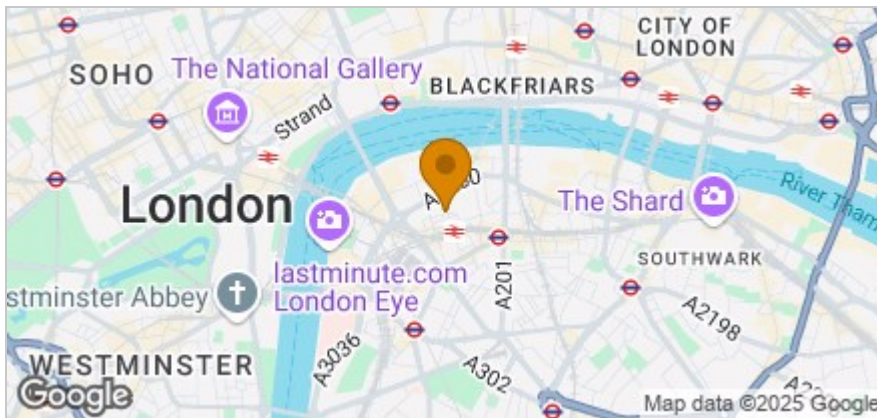 CITY OF
LONDON
SOHO
The National Gallery
BLACKFRIARS
Strand
London
The Shard
River Tham
SOUTHWARK
lastminute.com
London Eye
stminster Abbey
A201
A2198
A3036
A302
WESTMINSTER
Google
Map data ©2025 Google